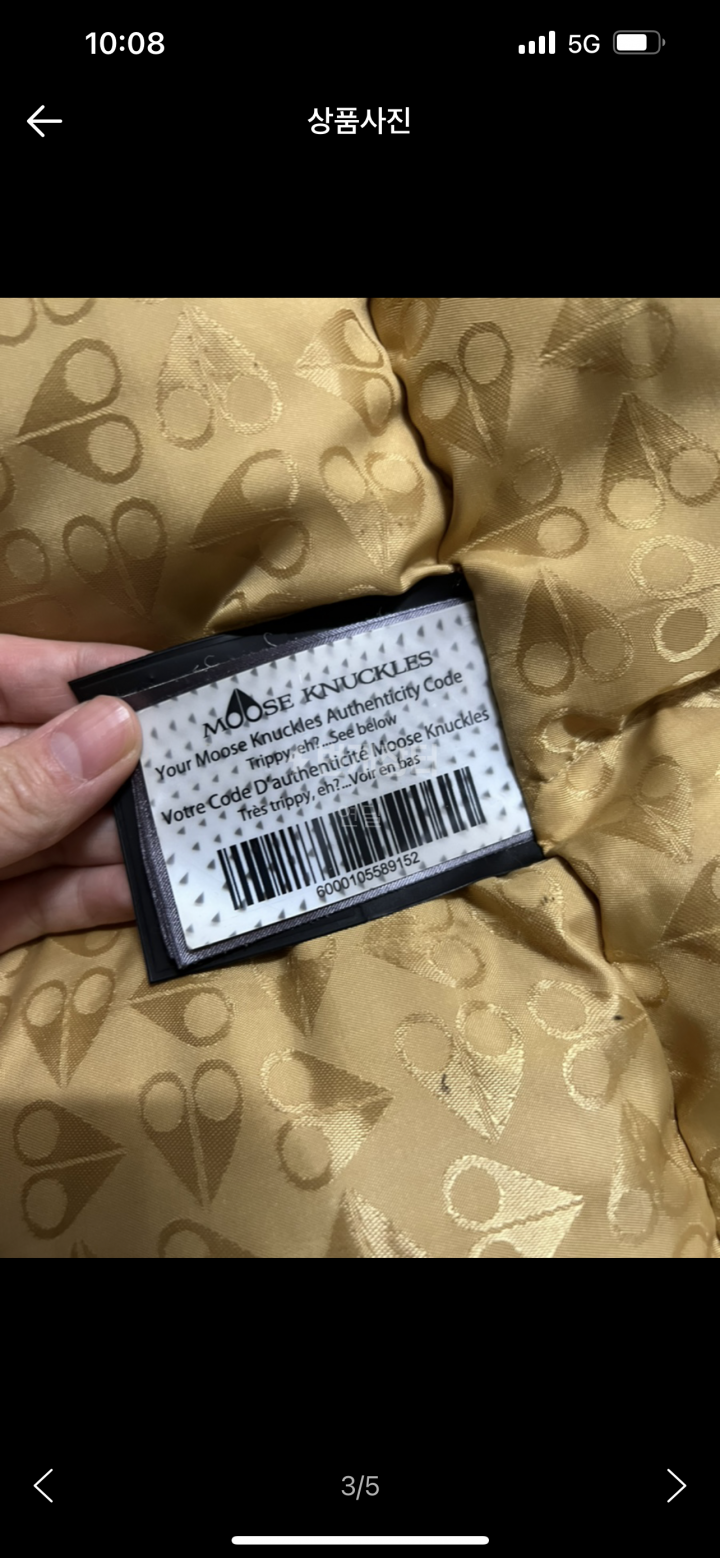 10:08
5G
상품사진
MOOSE KNUCKLES
Your Moose Knuckles Authenticity Code
Trippy, eh?...See below
Votre Code D'authenticité Moose Knuckles
Très trippy, eh?...Voir en bas
6000105589152
3/5